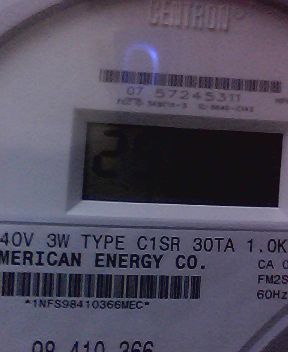 CENTRON®
07 57245311
40V 3W TYPE C1SR 30TA 1.0K
MERICAN ENERGY CO.
CA 0
FM2S
60Hz
*1NFS98410366MEC*
98 410 366